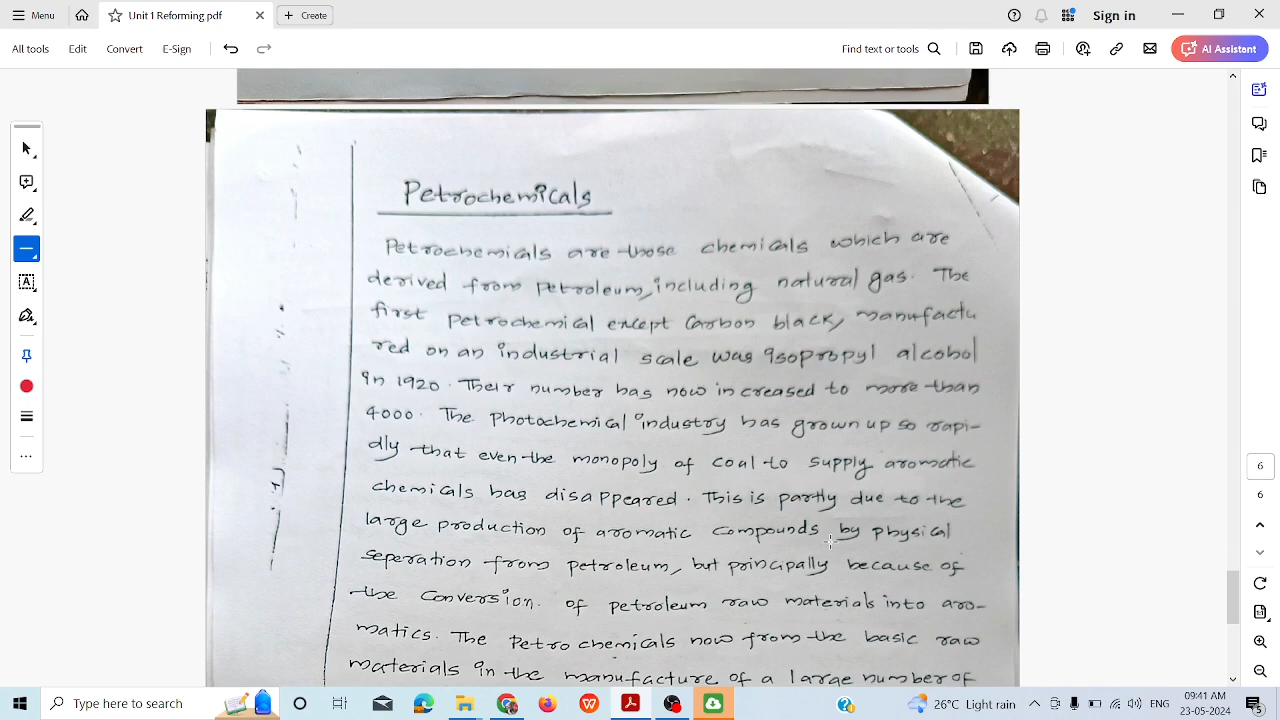 Menu
Unit 1 Reforming.pdf
Create
Sign in
All tools Edit Convert E-Sign
Find text or tools
AI Assistant
Petrochemicals
Petrochemicals are those chemicals which are
derived from petroleum, including natural gas. The
first Petrochemical except Carbon black, manufactu
red on an industrial scale was isopropyl alcohol
in 1920. Their number has now increased to more than
4000. The Photochemical industry has grown up so rapi-
dly that even the monopoly of coal to supply aromatic
chemicals has disappeared. This is partly due to the
large production of aromatic compounds by physical
seperation from petroleum, but principally because of
the conversion. of petroleum raw materials into aro-
matics. The Petro chemicals now from the basic raw
materials in the manufacture of a large number of
6
6
Type here to search
26°C Light rain
ENG
09:41 AM
23-05-2024
5